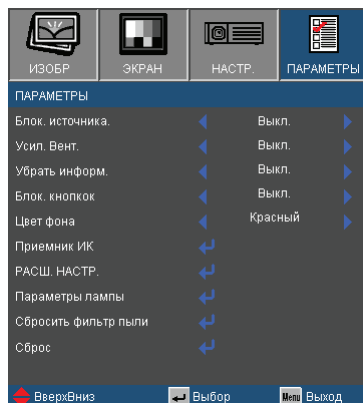 ИЗОБР ЭКРАН НАСТР. ПАРАМЕТРЫ
ПАРАМЕТРЫ
Блок. источника. Выкл.
Усил. Вент. Выкл.
Убрать информ. Выкл.
Блок. кнопкок Выкл.
Цвет фона Красный
Приемник ИК
РАСШ. НАСТР.
Параметры лампы
Сбросить фильтр пыли
Сброс
ВверхВниз Выбор Menu Выход